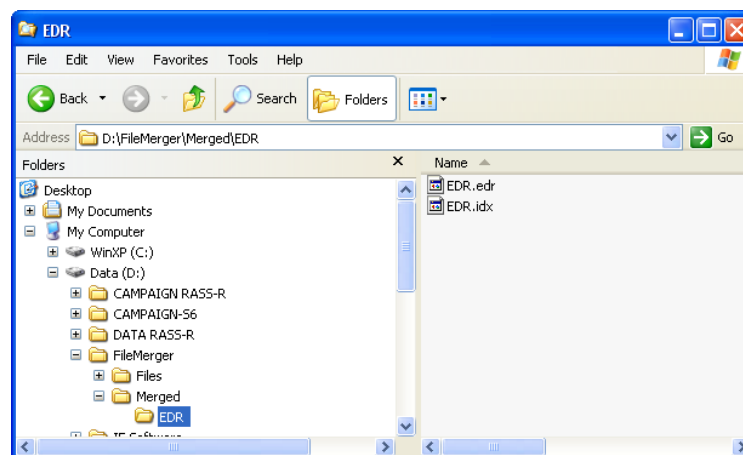 EDR
File Edit View Favorites Tools Help
Back Search Folders
Address D:\FileMerger\Merged\EDR Go
Folders x Name
Desktop
My Documents
My Computer
WinXP (C:)
Data (D:)
CAMPAIGN RASS-R
CAMPAIGN-S6
DATA RASS-R
FileMerger
Files
Merged
EDR
EDR.edr
EDR.idx